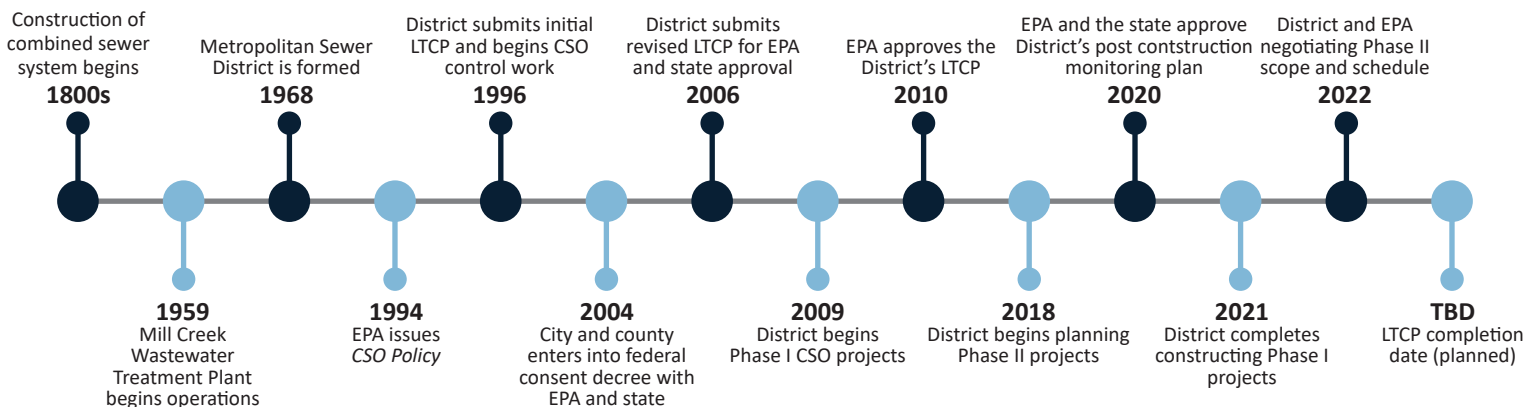 Construction of
combined sewer
system begins
1800s
Metropolitan Sewer
District is formed
1968
District submits initial
LTCP and begins CSO
control work
1996
District submits
revised LTCP for EPA
and state approval
2006
EPA approves the
District's LTCP
2010
EPA and the state approve
District's post contstruction
monitoring plan
2020
District and EPA
negotiating Phase II
scope and schedule
2022
1959
Mill Creek
Wastewater
Treatment Plant
begins operations
1994
EPA issues
CSO Policy
2004
City and county
enters into federal
consent decree with
EPA and state
2009
District begins
Phase I CSO projects
2018
District begins planning
Phase II projects
2021
District completes
constructing Phase I
projects
TBD
LTCP completion
date (planned)